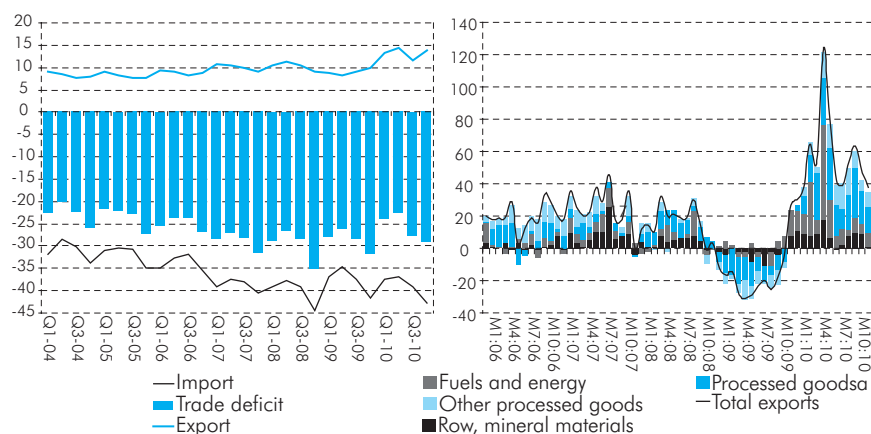 20
15
10
5
0
-5
-10
-15
-20
-25
-30
-35
-40
-45
Q1-04
Q3-04
Q1-05
Q3-05
Q1-06
Q3-06
Q1-07
Q3-07
Q1-08
Q3-08
Q1-09
Q3-09
Q1-10
Q3-10
Import
Trade deficit
Export
140
120
100
80
60
40
20
0
-20
-40
M1:06
M4:06
M7:06
M10:06
M1:07
M4:07
M7:07
M10:07
M1:08
M4:08
M7:08
M10:08
M1:09
M4:09
M7:09
M10:09
M1:10
M4:10
M7:10
M10:10
Fuels and energy
Other processed goods
Row, mineral materials
Processed goodsa
Total exports